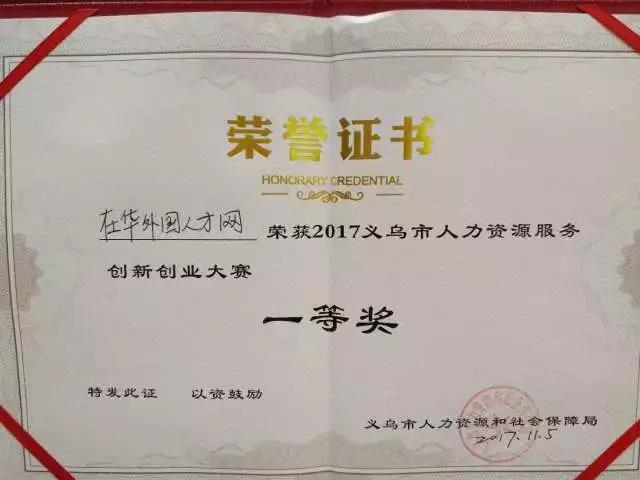 荣誉证书
HONORARY CREDENTIAL
在华外国人才网 荣获2017义乌市人力资源服务
创新创业大赛
一等奖
特发此证 以资鼓励
义乌市人力资源和社会保障局
2017.11.5